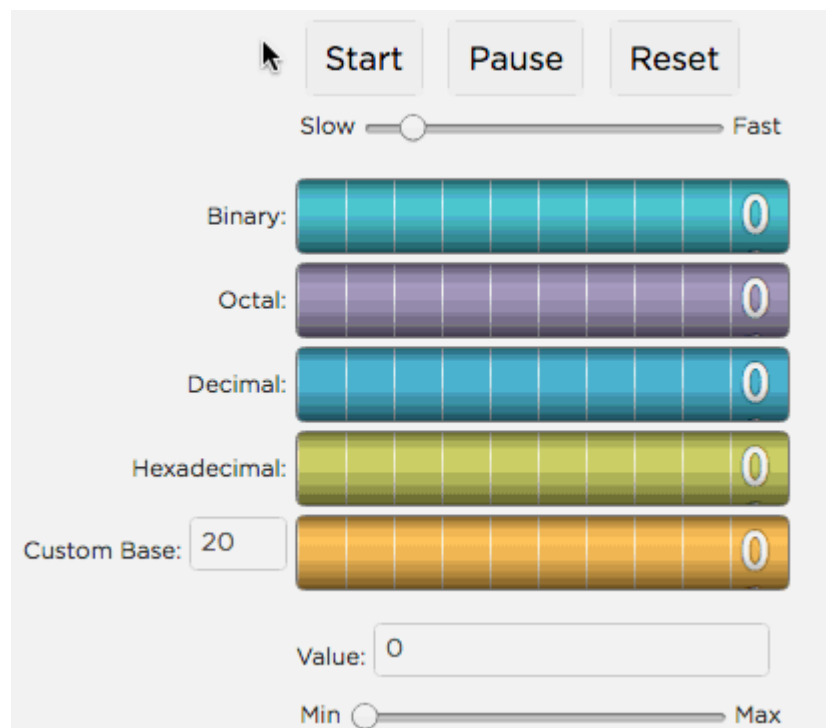 Start Pause Reset
Slow Fast
Binary: 0
Octal: 0
Decimal: 0
Hexadecimal: 0
Custom Base: 20 0
Value: 0
Min Max